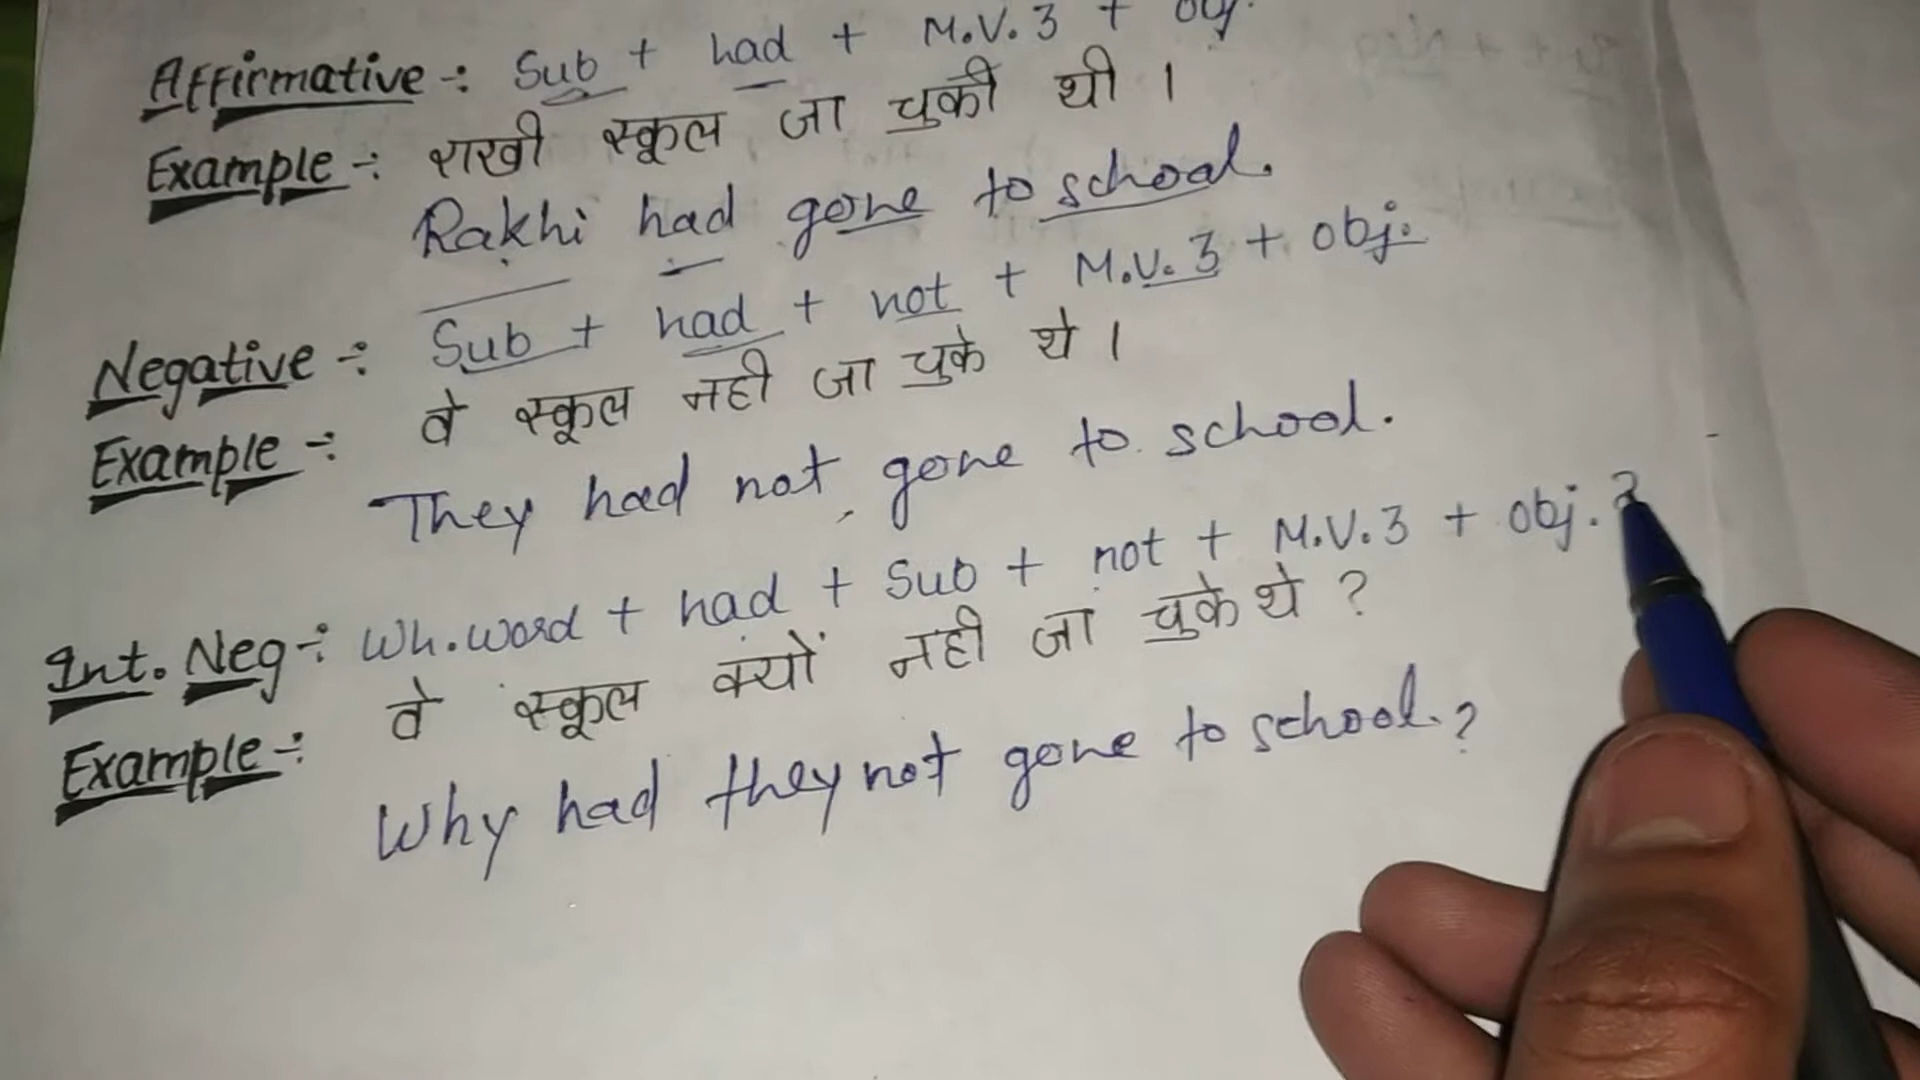 Affirmative -: Sub + had + M.V.3 + obj.
Example -: राखी स्कूल जा चुकी थी ।
Rakhi had gone to school.
Negative -: Sub + had + not + M.V.3 + obj.
Example -: वे स्कूल नही जा चुके थे ।
They had not gone to school.
Int. Neg -: Wh.word + had + Sub + not + M.V.3 + obj. ?
Example -: वे स्कूल क्यों नही जा चुके थे ?
Why had they not gone to school. ?